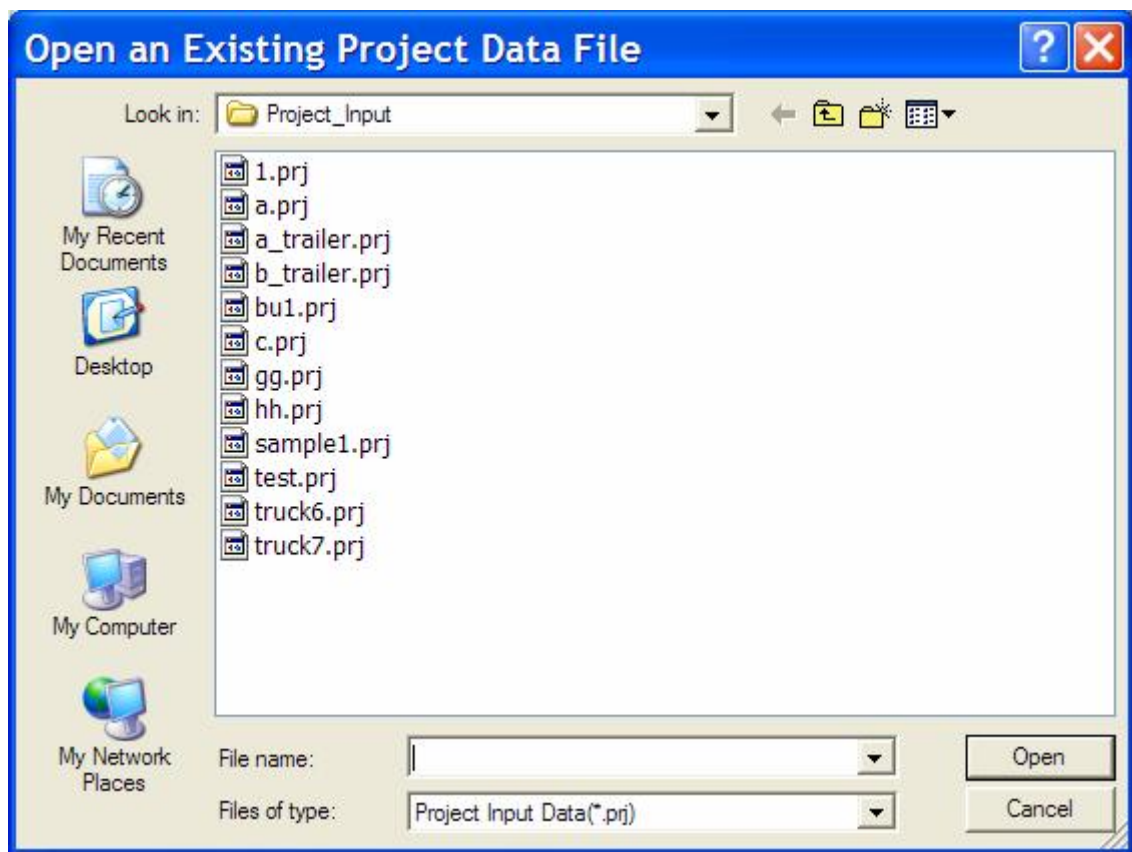 Open an Existing Project Data File
Look in:
Project_Input
My Recent
Documents
Desktop
My Documents
My Computer
My Network
Places
1.prj
a.prj
a_trailer.prj
b_trailer.prj
bu1.prj
c.prj
gg.prj
hh.prj
sample1.prj
test.prj
truck6.prj
truck7.prj
File name:
Open
Files of type:
Project Input Data(*.prj)
Cancel